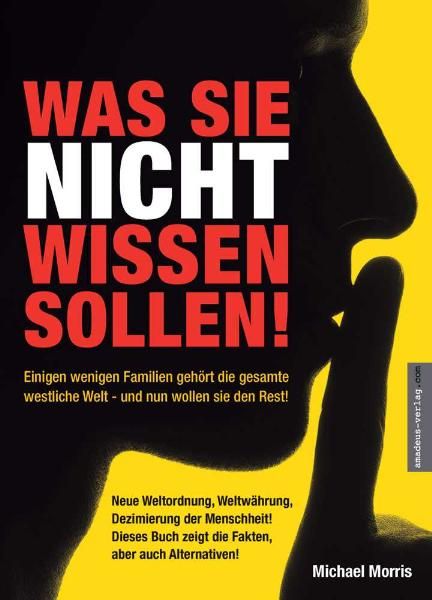 WAS SIE
NICHT
WISSEN
SOLLEN!
Einigen wenigen Familien gehört die gesamte
westliche Welt - und nun wollen sie den Rest!
amadeus-verlag.com
Neue Weltordnung, Weltwährung,
Dezimierung der Menschheit!
Dieses Buch zeigt die Fakten,
aber auch Alternativen!
Michael Morris